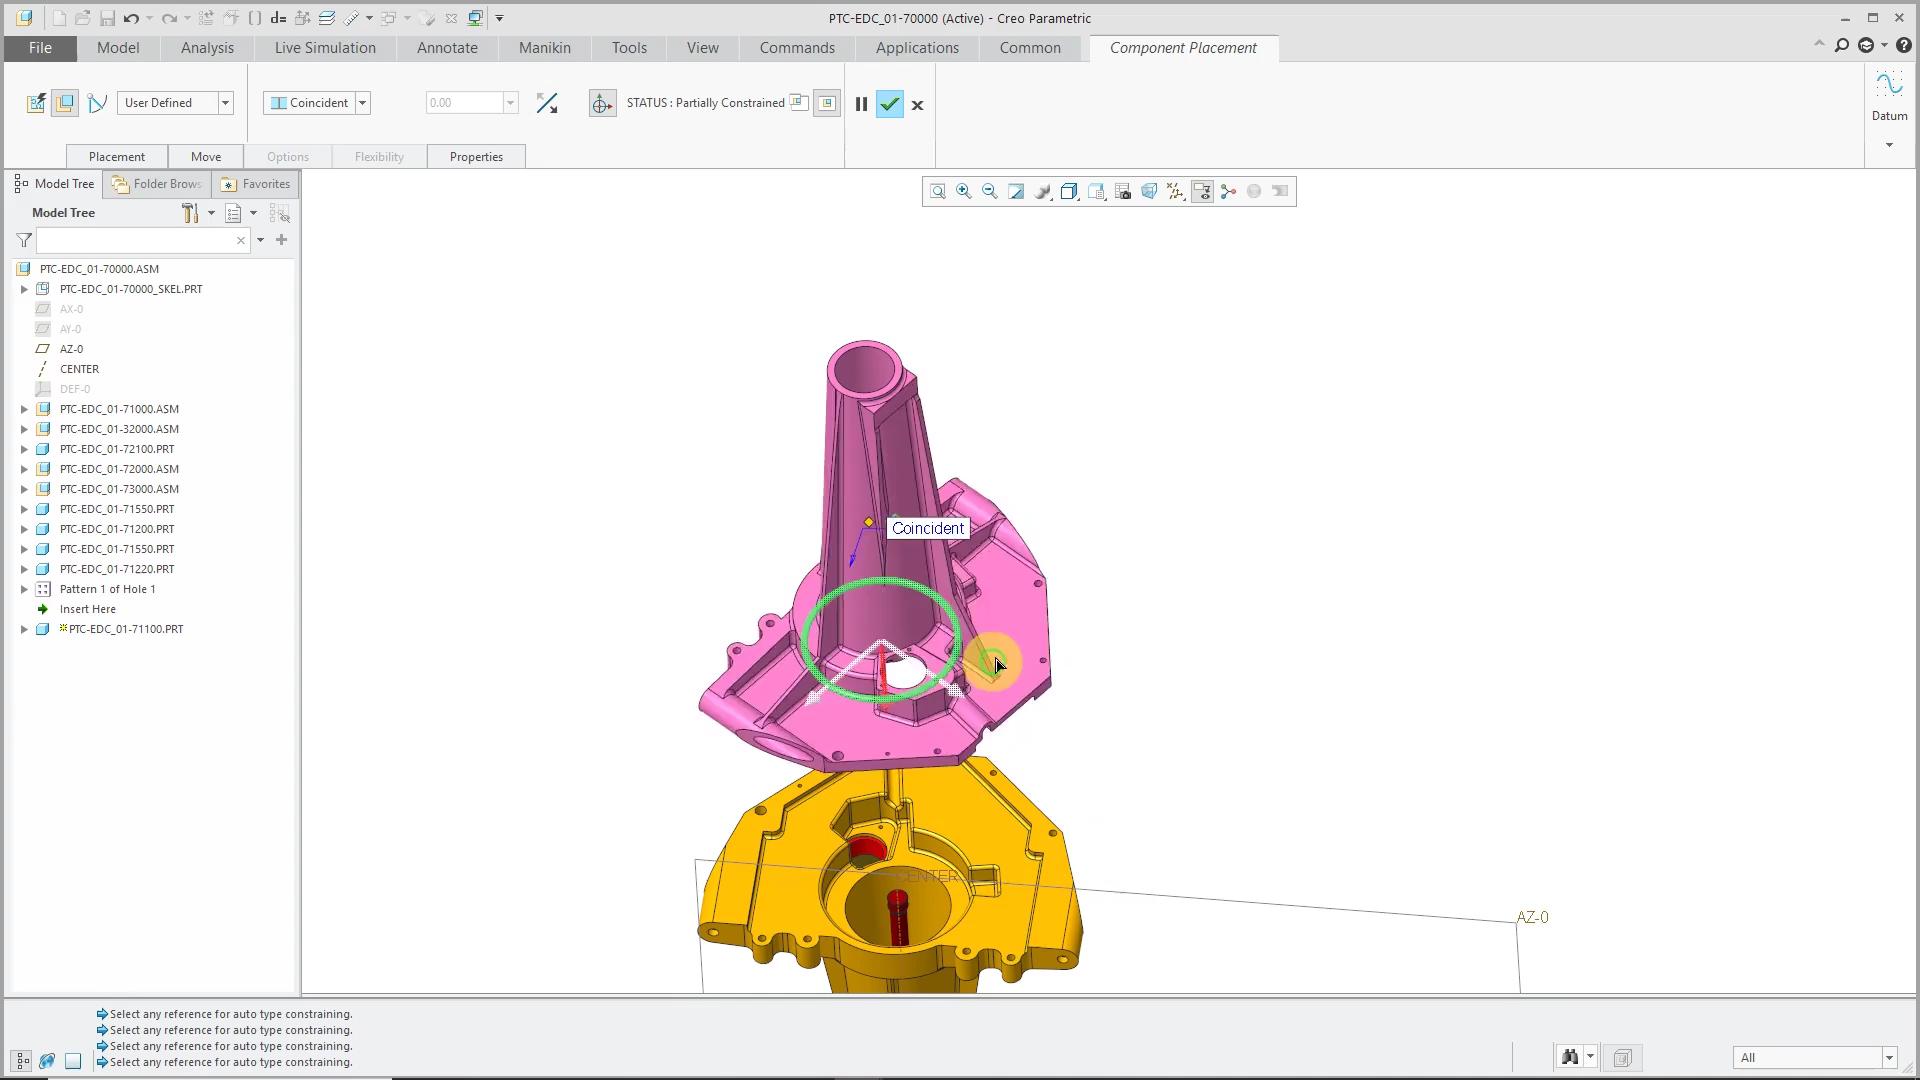 PTC-EDC_01-70000 (Active) - Creo Parametric
File
Model
Analysis
Live Simulation
Annotate
Manikin
Tools
View
Commands
Applications
Common
Component Placement
User Defined
Coincident
0.00
STATUS : Partially Constrained
Datum
Placement
Move
Options
Flexibility
Properties
Model Tree
Folder Brows
Favorites
Model Tree
PTC-EDC_01-70000.ASM
PTC-EDC_01-70000_SKEL.PRT
AX-0
AY-0
AZ-0
CENTER
DEF-0
PTC-EDC_01-71000.ASM
PTC-EDC_01-32000.ASM
PTC-EDC_01-72100.PRT
PTC-EDC_01-72000.ASM
PTC-EDC_01-73000.ASM
PTC-EDC_01-71550.PRT
PTC-EDC_01-71200.PRT
PTC-EDC_01-71550.PRT
PTC-EDC_01-71220.PRT
Pattern 1 of Hole 1
Insert Here
PTC-EDC_01-71100.PRT
Coincident
CENTER
AZ-0
Select any reference for auto type constraining.
Select any reference for auto type constraining.
Select any reference for auto type constraining.
Select any reference for auto type constraining.
All